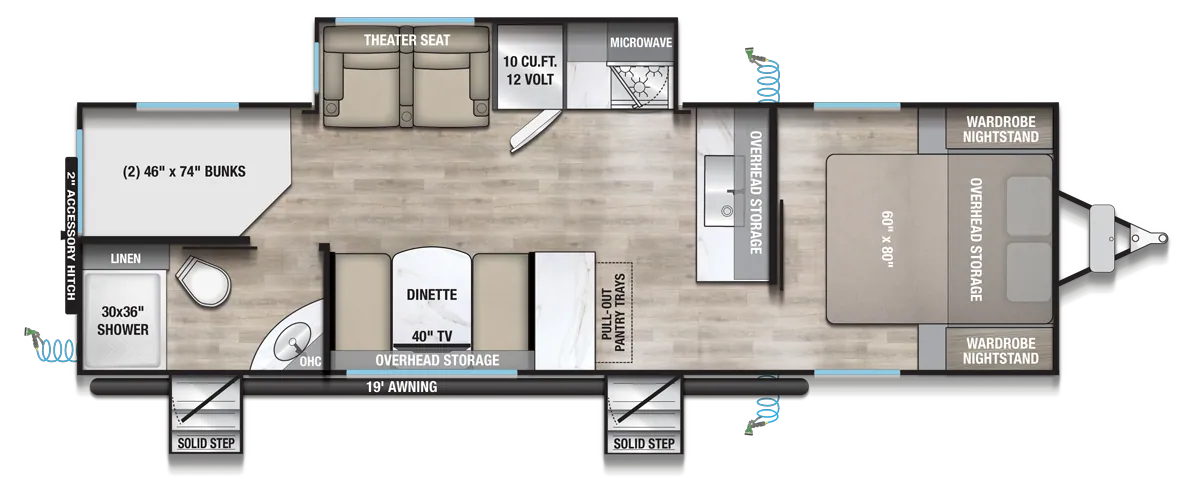 THEATER SEAT
10 CU.FT.
12 VOLT
MICROWAVE
(2) 46" x 74" BUNKS
2" ACCESSORY HITCH
OVERHEAD STORAGE
WARDROBE
NIGHTSTAND
60" x 80"
OVERHEAD STORAGE
LINEN
30x36"
SHOWER
OHC
DINETTE
40" TV
OVERHEAD STORAGE
PULL-OUT
PANTRY TRAYS
WARDROBE
NIGHTSTAND
19' AWNING
SOLID STEP
SOLID STEP